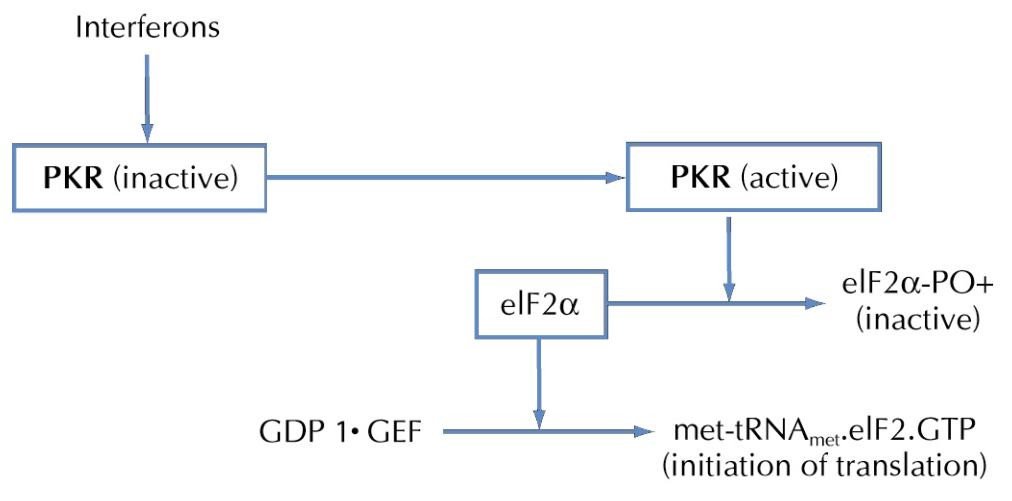 Interferons
PKR (inactive)
PKR (active)
elF2α
elF2α-PO+
(inactive)
GDP 1• GEF
met-tRNAmet.elF2.GTP
(initiation of translation)